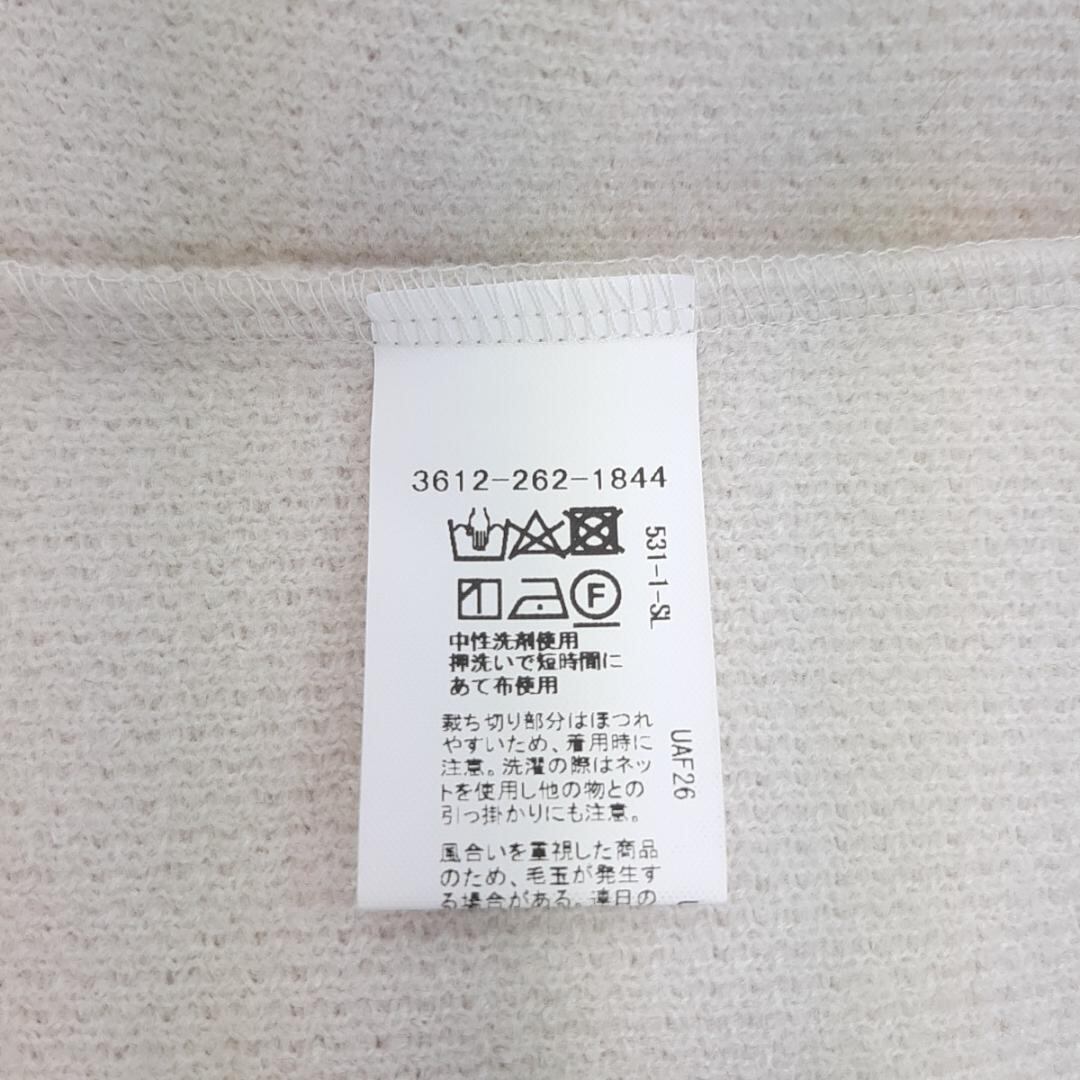 3612-262-1844
531-1-SL
F
中性洗剤使用
押洗いで短時間に
あて布使用
裁ち切り部分はほつれ
やすいため、着用時に
注意。洗濯の際はネッ
トを使用し他の物との
引っ掛かりにも注意。
UAF26
風合いを重視した商品
のため、毛玉が発生す
る場合がある。連日の